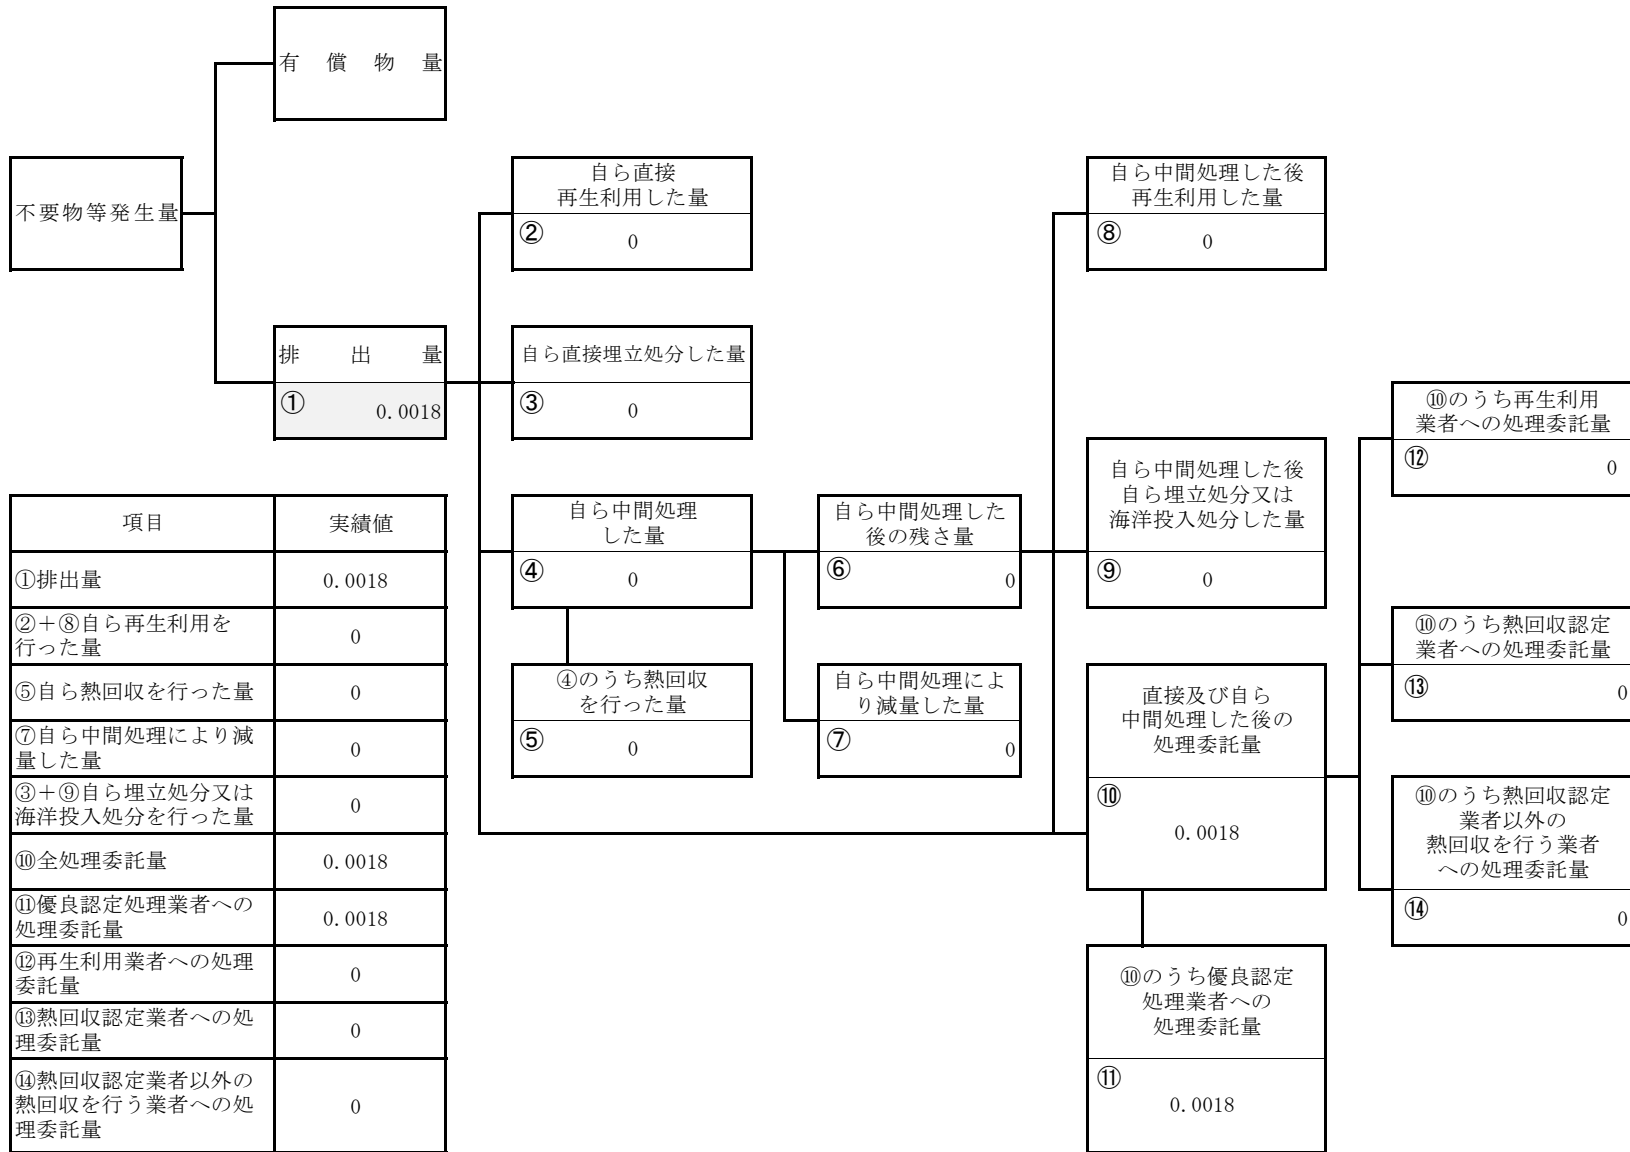 有償物量
不要物等発生量
自ら直接
再生利用した量
② 0
自ら中間処理した後
再生利用した量
⑧ 0
排出量
① 0.0018
自ら直接埋立処分した量
③ 0
⑩のうち再生利用
業者への処理委託量
⑫ 0
自ら中間処理した後
自ら埋立処分又は
海洋投入処分した量
⑨ 0
自ら中間処理
した量
④ 0
自ら中間処理した
後の残さ量
⑥ 0
⑩のうち熱回収認定
業者への処理委託量
⑬ 0
④のうち熱回収
を行った量
⑤ 0
自ら中間処理によ
り減量した量
⑦ 0
直接及び自ら
中間処理した後の
処理委託量
⑩
0.0018
⑩のうち熱回収認定
業者以外の
熱回収を行う業者
への処理委託量
⑭ 0
⑩のうち優良認定
処理業者への
処理委託量
⑪
0.0018
項目 実績値
①排出量 0.0018
②＋⑧自ら再生利用を
行った量 0
⑤自ら熱回収を行った量 0
⑦自ら中間処理により減
量した量 0
③＋⑨自ら埋立処分又は
海洋投入処分を行った量 0
⑩全処理委託量 0.0018
⑪優良認定処理業者への
処理委託量 0.0018
⑫再生利用業者への処理
委託量 0
⑬熱回収認定業者への処
理委託量 0
⑭熱回収認定業者以外の
熱回収を行う業者への処
理委託量 0